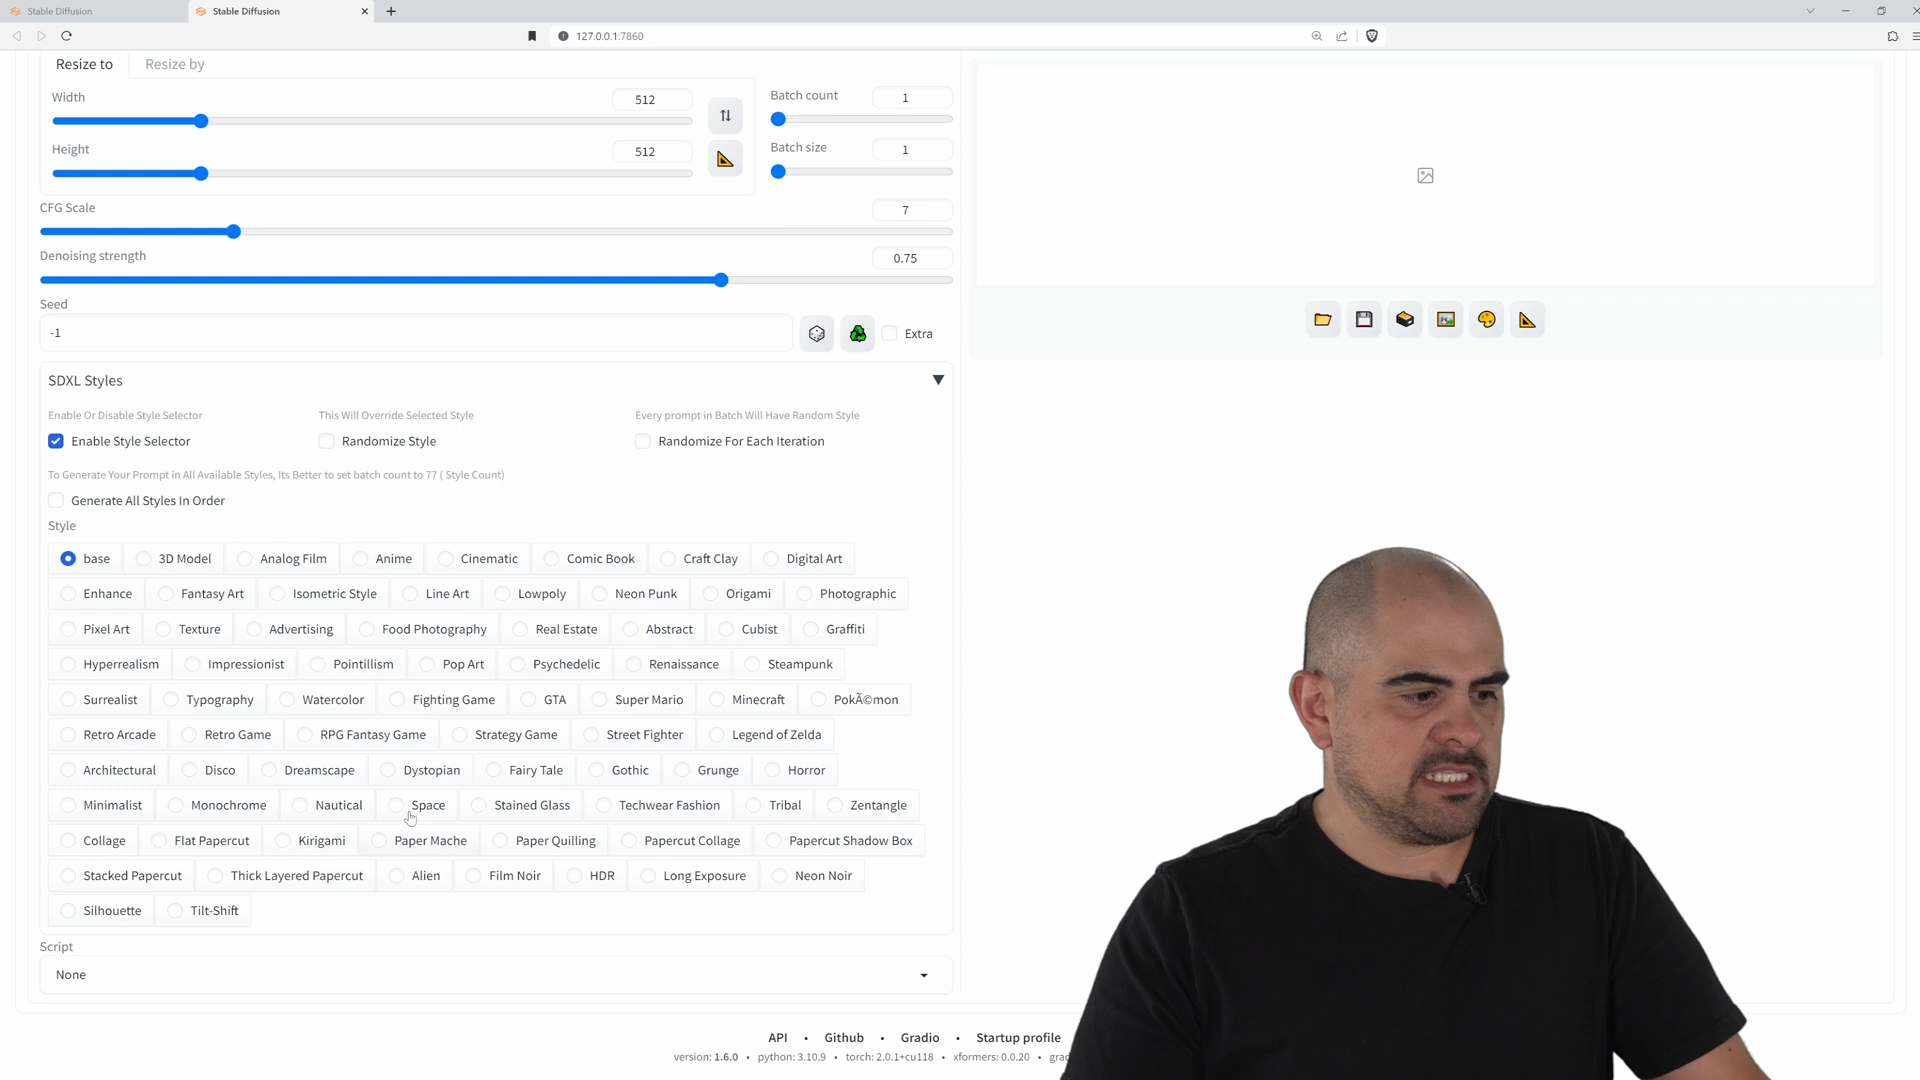 Stable Diffusion
Stable Diffusion
127.0.0.1:7860
Resize to
Resize by
Width
512
Batch count
1
Height
512
Batch size
1
CFG Scale
7
Denoising strength
0.75
Seed
-1
Extra
SDXL Styles
Enable Or Disable Style Selector
This Will Override Selected Style
Every prompt in Batch Will Have Random Style
Enable Style Selector
Randomize Style
Randomize For Each Iteration
To Generate Your Prompt in All Available Styles, Its Better to set batch count to 77 ( Style Count)
Generate All Styles In Order
Style
base 3D Model Analog Film Anime Cinematic Comic Book Craft Clay Digital Art
Enhance Fantasy Art Isometric Style Line Art Lowpoly Neon Punk Origami Photographic
Pixel Art Texture Advertising Food Photography Real Estate Abstract Cubist Graffiti
Hyperrealism Impressionist Pointillism Pop Art Psychedelic Renaissance Steampunk
Surrealist Typography Watercolor Fighting Game GTA Super Mario Minecraft PokÃ©mon
Retro Arcade Retro Game RPG Fantasy Game Strategy Game Street Fighter Legend of Zelda
Architectural Disco Dreamscape Dystopian Fairy Tale Gothic Grunge Horror
Minimalist Monochrome Nautical Space Stained Glass Techwear Fashion Tribal Zentangle
Collage Flat Papercut Kirigami Paper Mache Paper Quilling Papercut Collage Papercut Shadow Box
Stacked Papercut Thick Layered Papercut Alien Film Noir HDR Long Exposure Neon Noir
Silhouette Tilt-Shift
Script
None
API • Github • Gradio • Startup profile
version: 1.6.0 • python: 3.10.9 • torch: 2.0.1+cu118 • xformers: 0.0.20 •